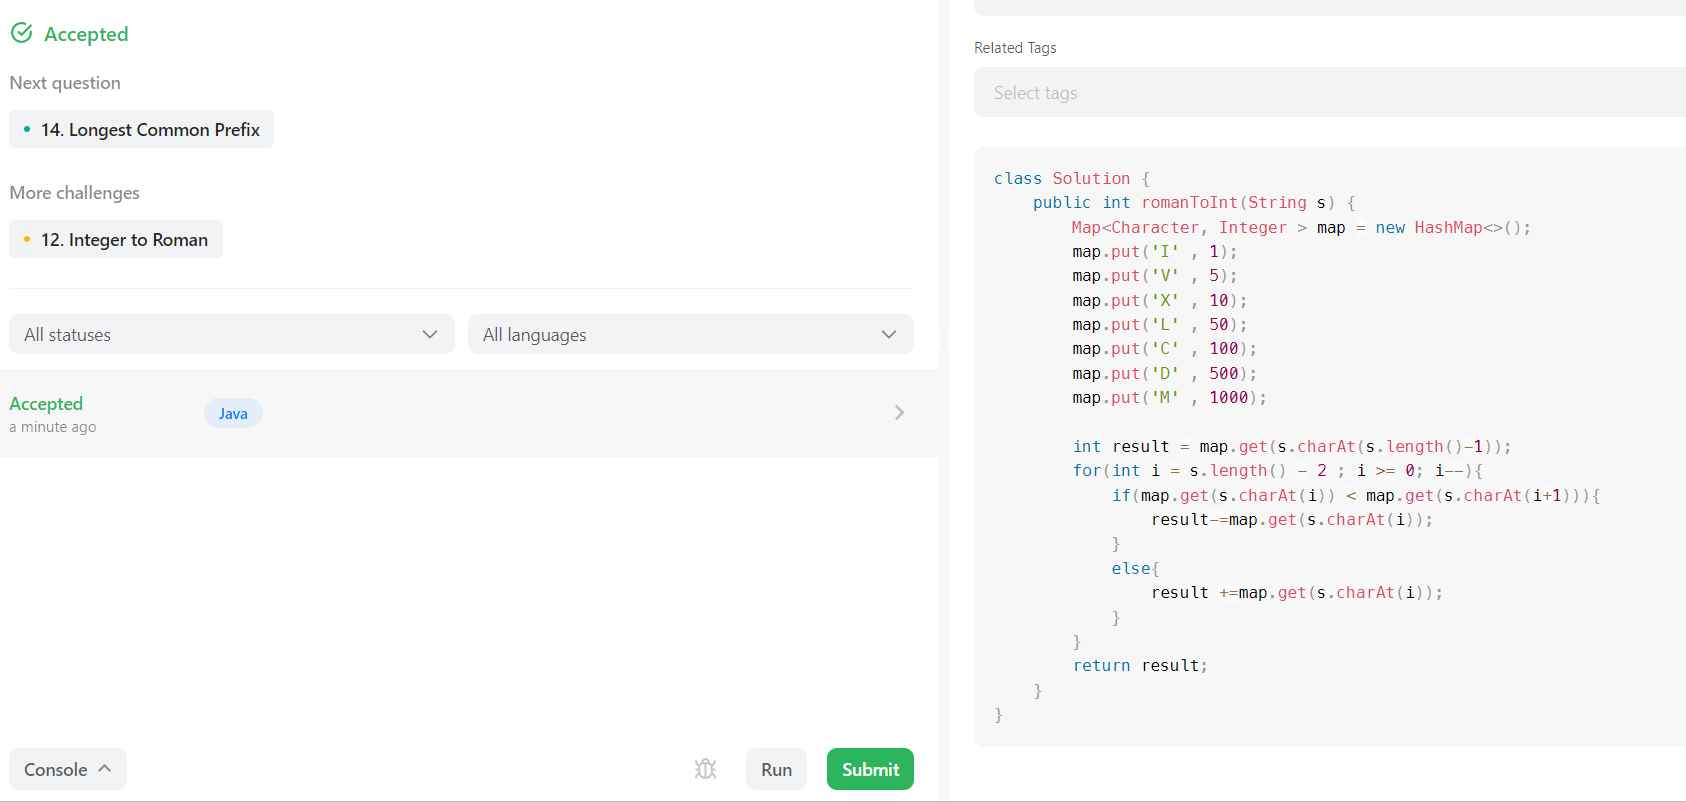 Accepted
Next question
14. Longest Common Prefix
More challenges
12. Integer to Roman
All statuses
All languages
Accepted
a minute ago
Java
Console
Run
Submit
Related Tags
Select tags
class Solution {
    public int romanToInt(String s) {
        Map<Character, Integer > map = new HashMap<>();
        map.put('I' , 1);
        map.put('V' , 5);
        map.put('X' , 10);
        map.put('L' , 50);
        map.put('C' , 100);
        map.put('D' , 500);
        map.put('M' , 1000);
        int result = map.get(s.charAt(s.length()-1));
        for(int i = s.length() - 2 ; i >= 0; i--){
            if(map.get(s.charAt(i)) < map.get(s.charAt(i+1))){
                result-=map.get(s.charAt(i));
            }
            else{
                result +=map.get(s.charAt(i));
            }
        }
        return result;
    }
}